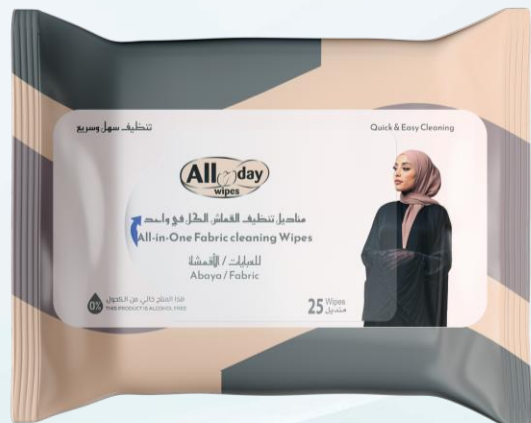 تنظيف سهل وسريع
Quick & Easy Cleaning
All day
wipes
مناديل تنظيف القماش الكل في واحد
All-in-One Fabric cleaning Wipes
للعبايات / الأقمشة
Abaya / Fabric
0%
هذا المنتج خالي من الكحول
THIS PRODUCT IS ALCOHOL FREE
25 Wipes
منديل